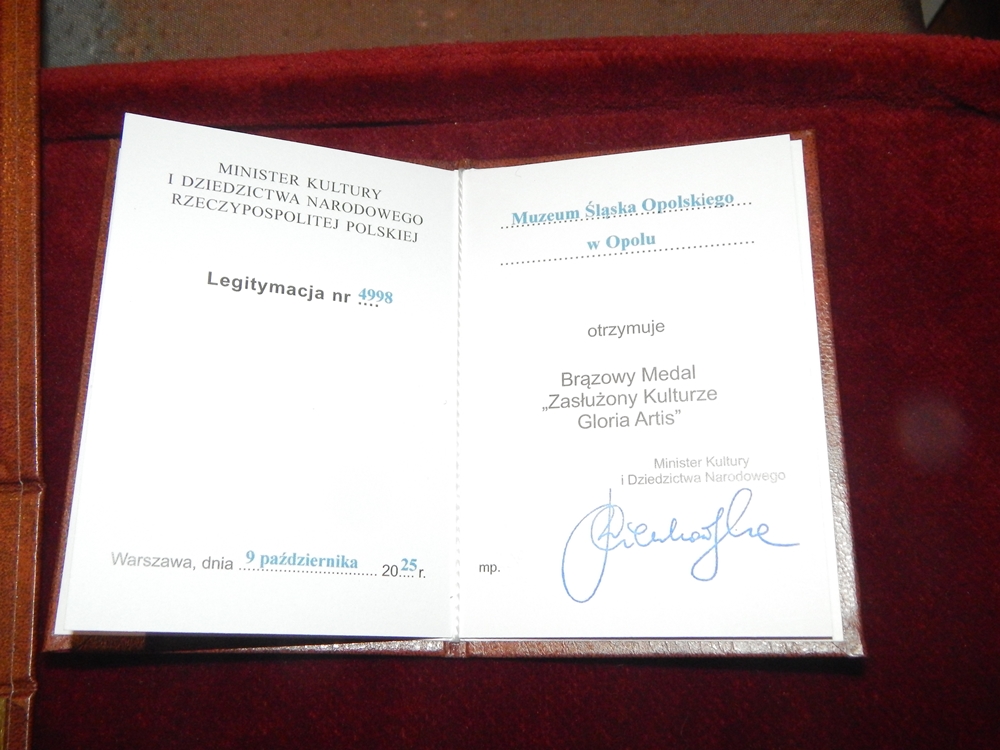 MINISTER KULTURY
I DZIEDZICTWA NARODOWEGO
RZECZYPOSPOLITEJ POLSKIEJ
Legitymacja nr 4998
Warszawa, dnia 9 października 2025 r.
Muzeum Śląska Opolskiego
w Opolu
otrzymuje
Brązowy Medal
„Zasłużony Kulturze
Gloria Artis”
Minister Kultury
i Dziedzictwa Narodowego
mp.